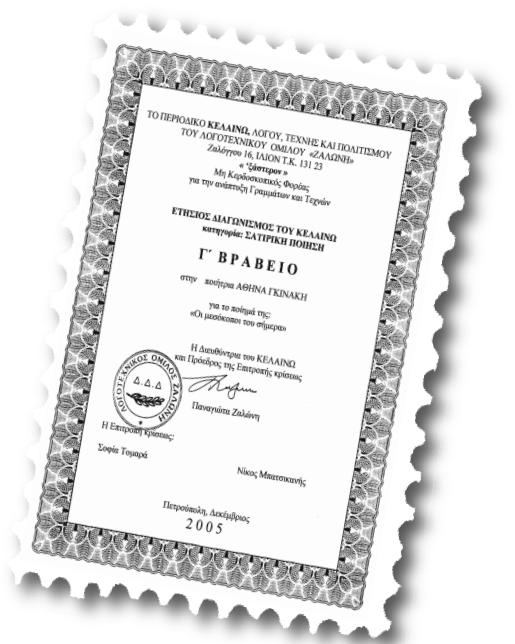 ΤΟ ΠΕΡΙΟΔΙΚΟ ΚΕΛΑΙΝΩ, ΛΟΓΟΥ, ΤΕΧΝΗΣ ΚΑΙ ΠΟΛΙΤΙΣΜΟΥ
ΤΟΥ ΛΟΓΟΤΕΧΝΙΚΟΥ ΟΜΙΛΟΥ «ΖΑΛΩΝΗ»
Ζαλόγγου 16, ΙΛΙΟΝ Τ.Κ. 131 23
« 'ξάστερον »
Μη Κερδοσκοπικός Φορέας
για την ανάπτυξη Γραμμάτων και Τεχνών
ΕΤΗΣΙΟΣ ΔΙΑΓΩΝΙΣΜΟΣ ΤΟΥ ΚΕΛΑΙΝΩ
κατηγορία: ΣΑΤΙΡΙΚΗ ΠΟΙΗΣΗ
Γ΄ ΒΡΑΒΕΙΟ
στην ποιήτρια ΑΘΗΝΑ ΓΚΙΝΑΚΗ
για το ποίημά της:
«Οι μεσόκοποι του σήμερα»
Η Διευθύντρια του ΚΕΛΑΙΝΩ
και Πρόεδρος της Επιτροπής κρίσεως
ΛΟΓΟΤΕΧΝΙΚΟΣ ΟΜΙΛΟΣ ΖΑΛΩΝΗ
Δ.Δ.Δ
Παναγιώτα Ζαλώνη
Η Επιτροπή κρίσεως:
Σοφία Τομαρά
Νίκος Μπατσικανής
Πετρούπολη, Δεκέμβριος
2005